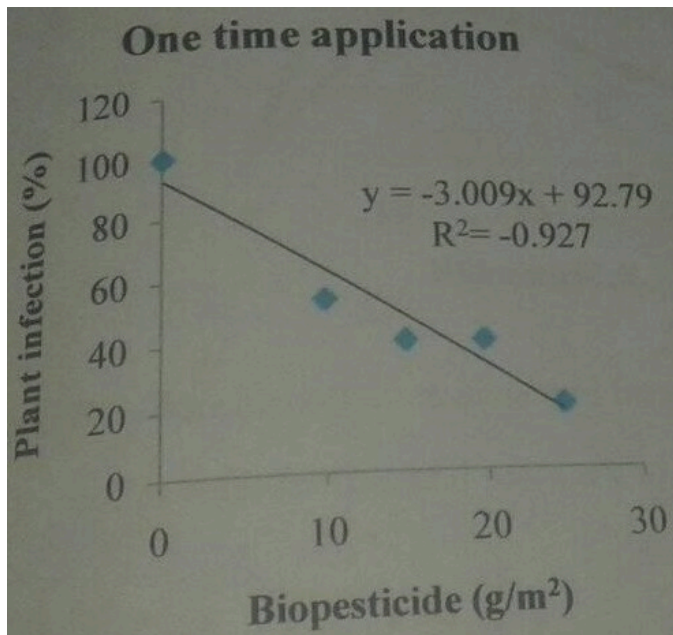 One time application
120
100
80
60
40
20
0
Plant infection (%)
y = -3.009x + 92.79
R²= -0.927
0 10 20 30
Biopesticide (g/m²)